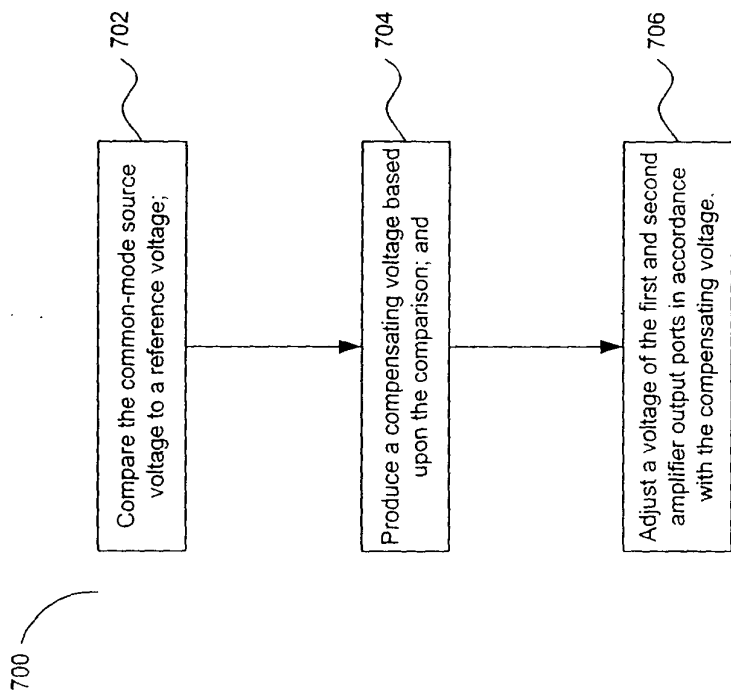 700
Compare the common-mode source
voltage to a reference voltage;
702
Produce a compensating voltage based
upon the comparison; and
704
Adjust a voltage of the first and second
amplifier output ports in accordance
with the compensating voltage.
706